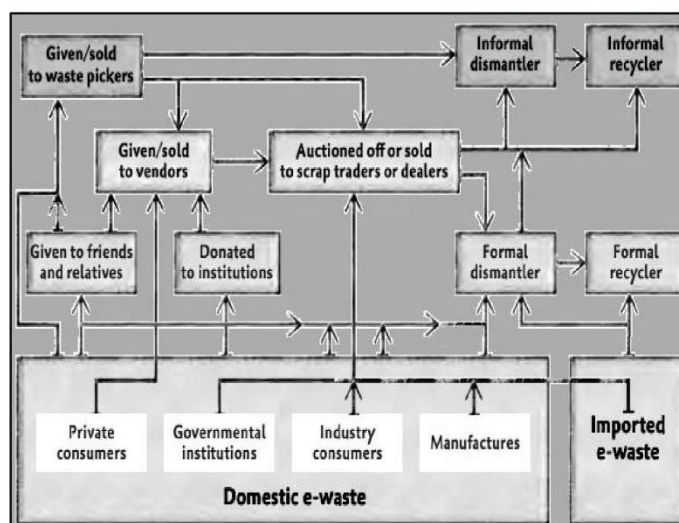 Given/sold
to waste pickers
Informal
dismantler
Informal
recycler
Given/sold
to vendors
Auctioned off or sold
to scrap traders or dealers
Given to friends
and relatives
Donated
to institutions
Formal
dismantler
Formal
recycler
Private
consumers
Governmental
institutions
Industry
consumers
Manufactures
Imported
e-waste
Domestic e-waste